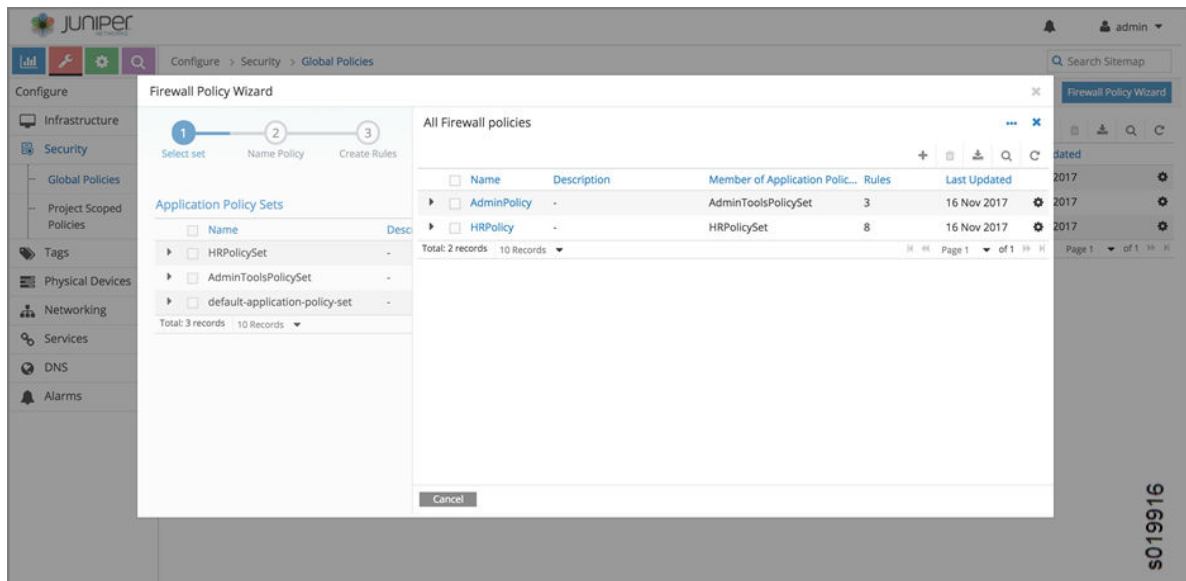 JUNIPER
NETWORKS
admin
Configure > Security > Global Policies
Search Sitemap
Configure
Infrastructure
Security
Global Policies
Project Scoped
Policies
Tags
Physical Devices
Networking
Services
DNS
Alarms
Firewall Policy Wizard
Firewall Policy Wizard
1
2
3
Select set
Name Policy
Create Rules
Application Policy Sets
Name
Desc
HRPolicySet -
AdminToolsPolicySet -
default-application-policy-set -
Total: 3 records 10 Records
All Firewall policies
Name Description Member of Application Polic... Rules Last Updated
AdminPolicy - AdminToolsPolicySet 3 16 Nov 2017
HRPolicy - HRPolicySet 8 16 Nov 2017
Total: 2 records 10 Records Page 1 of 1
Cancel
dated
2017
2017
2017
Page 1 of 1
s019916